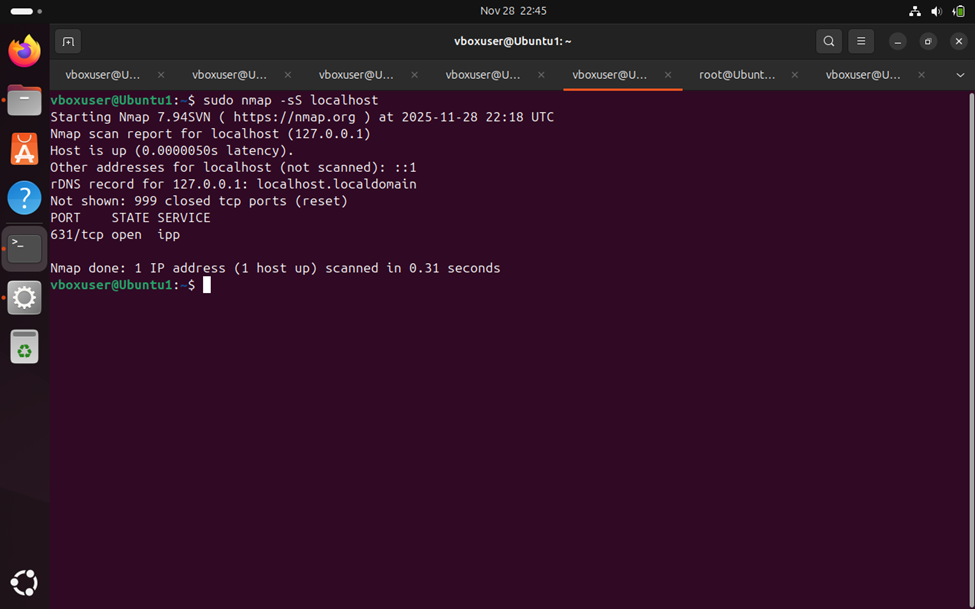 Nov 28 22:45
vboxuser@Ubuntu1: ~
vboxuser@U...
vboxuser@U...
vboxuser@U...
vboxuser@U...
vboxuser@U...
root@Ubunt...
vboxuser@U...
vboxuser@Ubuntu1:~$ sudo nmap -sS localhost
Starting Nmap 7.94SVN ( https://nmap.org ) at 2025-11-28 22:18 UTC
Nmap scan report for localhost (127.0.0.1)
Host is up (0.0000050s latency).
Other addresses for localhost (not scanned): ::1
rDNS record for 127.0.0.1: localhost.localdomain
Not shown: 999 closed tcp ports (reset)
PORT    STATE SERVICE
631/tcp open  ipp
Nmap done: 1 IP address (1 host up) scanned in 0.31 seconds
vboxuser@Ubuntu1:~$